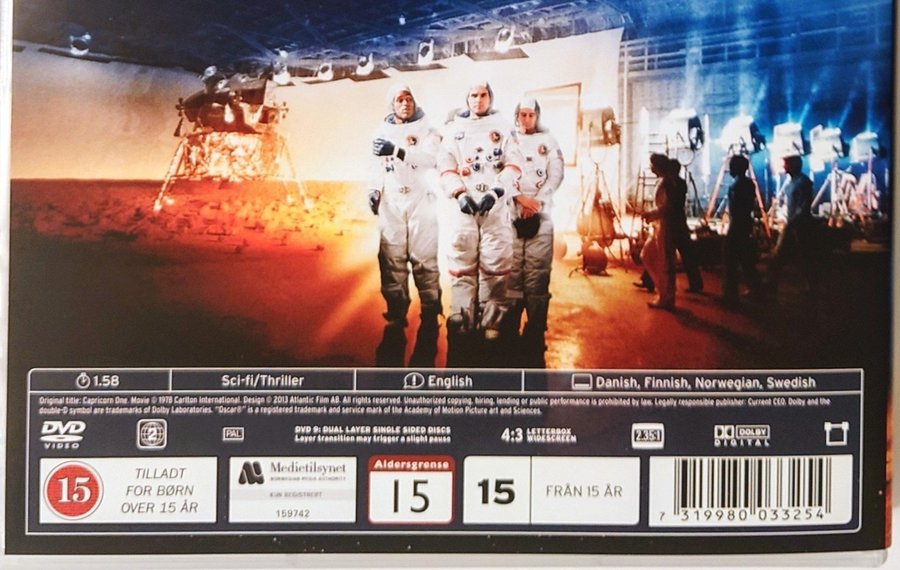 1.58
Sci-fi/Thriller
English
Danish, Finnish, Norwegian, Swedish
Original title: Capricorn One. Movie © 1978 Carlton International. Design © 2013 Atlantic Film AB. All rights reserved. Unauthorized copying, hiring, lending or public performance is prohibited by law. Legally responsible publisher: Current CEO. Dolby and the
double-D symbol are trademarks of Dolby Laboratories. "Oscar®" is a registered trademark and service mark of the Academy of Motion Picture art and Sciences.
DVD
VIDEO
2
PAL
DVD 9: DUAL LAYER SINGLE SIDED DISCS
Layer transition may trigger a slight pause
4:3 LETTERBOX
WIDESCREEN
2.35:1
DOLBY
DIGITAL
15
TILLADT
FOR BØRN
OVER 15 ÅR
Medietilsynet
NORWEGIAN MEDIA AUTHORITY
KUN REGISTRERT
159742
Aldersgrense
15
15
FRÅN 15 ÅR
7 319980 033254